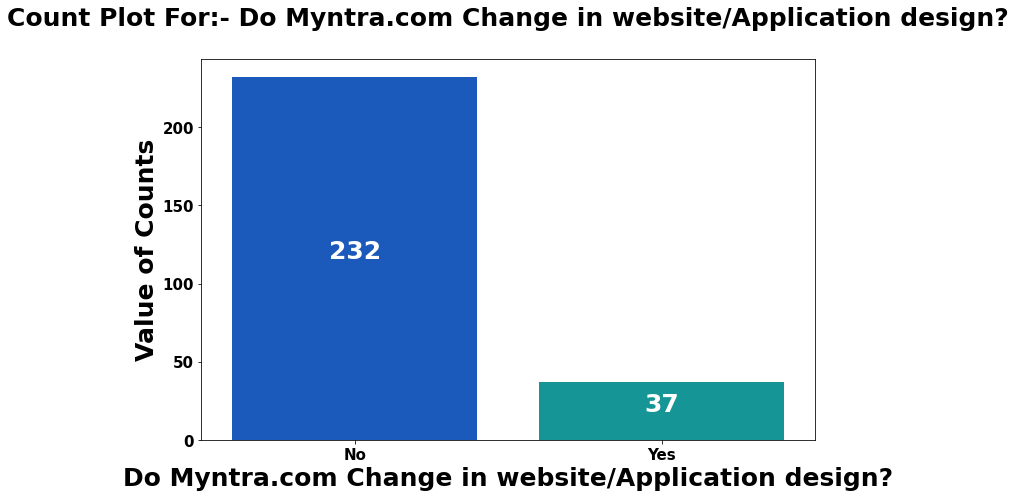 Count Plot For:- Do Myntra.com Change in website/Application design?
Value of Counts
200
150
100
50
0
232
37
No
Yes
Do Myntra.com Change in website/Application design?